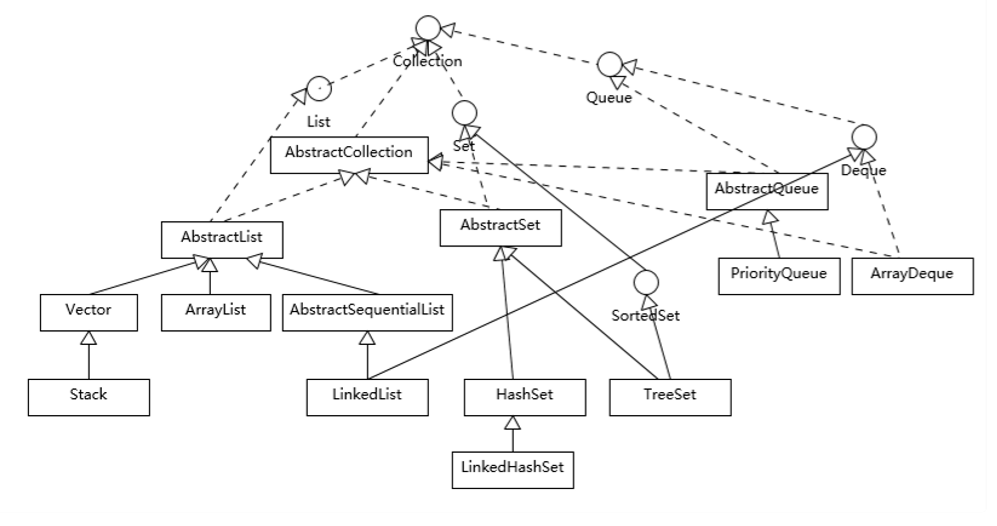 Collection
Queue
List
Set
AbstractCollection
Deque
AbstractQueue
AbstractList
AbstractSet
PriorityQueue
ArrayDeque
Vector
ArrayList
AbstractSequentialList
SortedSet
Stack
LinkedList
HashSet
TreeSet
LinkedHashSet